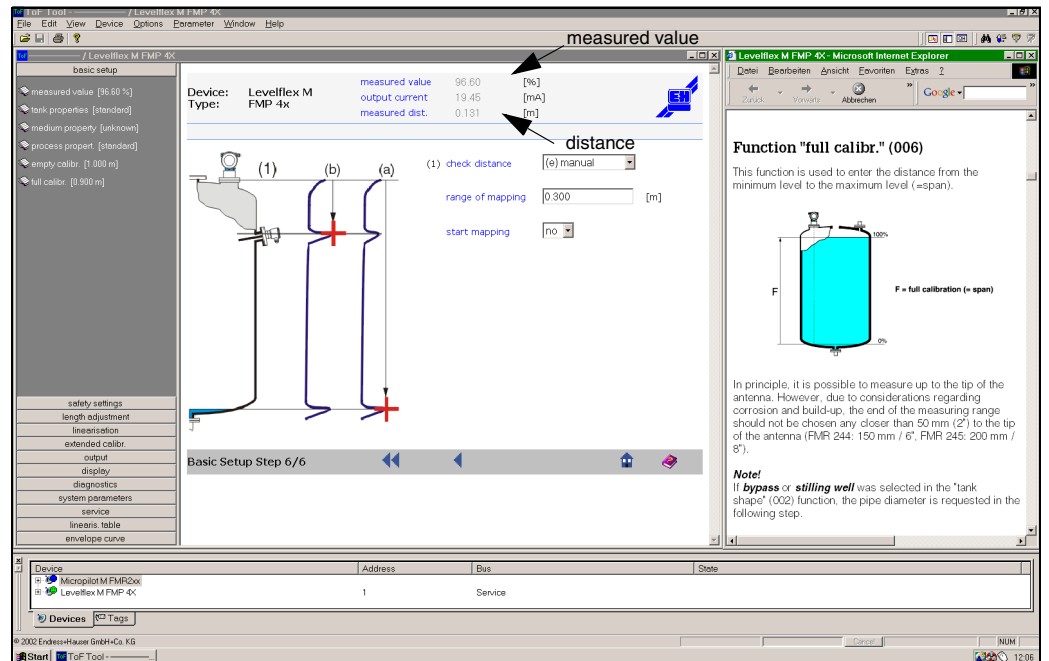 ToF Tool - ---------- / Levelflex M FMP 4X
File Edit View Device Options Parameter Window Help
measured value
---------- / Levelflex M FMP 4X
basic setup
measured value [96.60 %]
tank properties [standard]
medium property [unknown]
process propert. [standard]
empty calibr. [1.000 m]
full calibr. [0.900 m]
safety settings
length adjustment
linearisation
extended calibr.
output
display
diagnostics
system parameters
service
linearis. table
envelope curve
Device: Levelflex M
Type: FMP 4x
measured value 96.60 [%]
output current 19.45 [mA]
measured dist. 0.131 [m]
EH
distance
(1) (b) (a)
(1) check distance (e) manual
range of mapping 0.300 [m]
start mapping no
Basic Setup Step 6/6
Levelflex M FMP 4X - Microsoft Internet Explorer
Datei Bearbeiten Ansicht Favoriten Extras ?
Zurück Vorwärts Abbrechen » Google »
Function "full calibr." (006)
This function is used to enter the distance from the
minimum level to the maximum level (=span).
100%
F
F = full calibration (= span)
0%
In principle, it is possible to measure up to the tip of the
antenna. However, due to considerations regarding
corrosion and build-up, the end of the measuring range
should not be chosen any closer than 50 mm (2") to the tip
of the antenna (FMR 244: 150 mm / 6", FMR 245: 200 mm /
8").
Note!
If bypass or stilling well was selected in the "tank
shape" (002) function, the pipe diameter is requested in the
following step.
Device Address Bus State
Micropilot M FMR2xx
Levelflex M FMP 4X 1 Service
Devices Tags
© 2002 Endress+Hauser GmbH+Co. KG
Cancel NUM
Start ToF Tool - ---------... 12:06